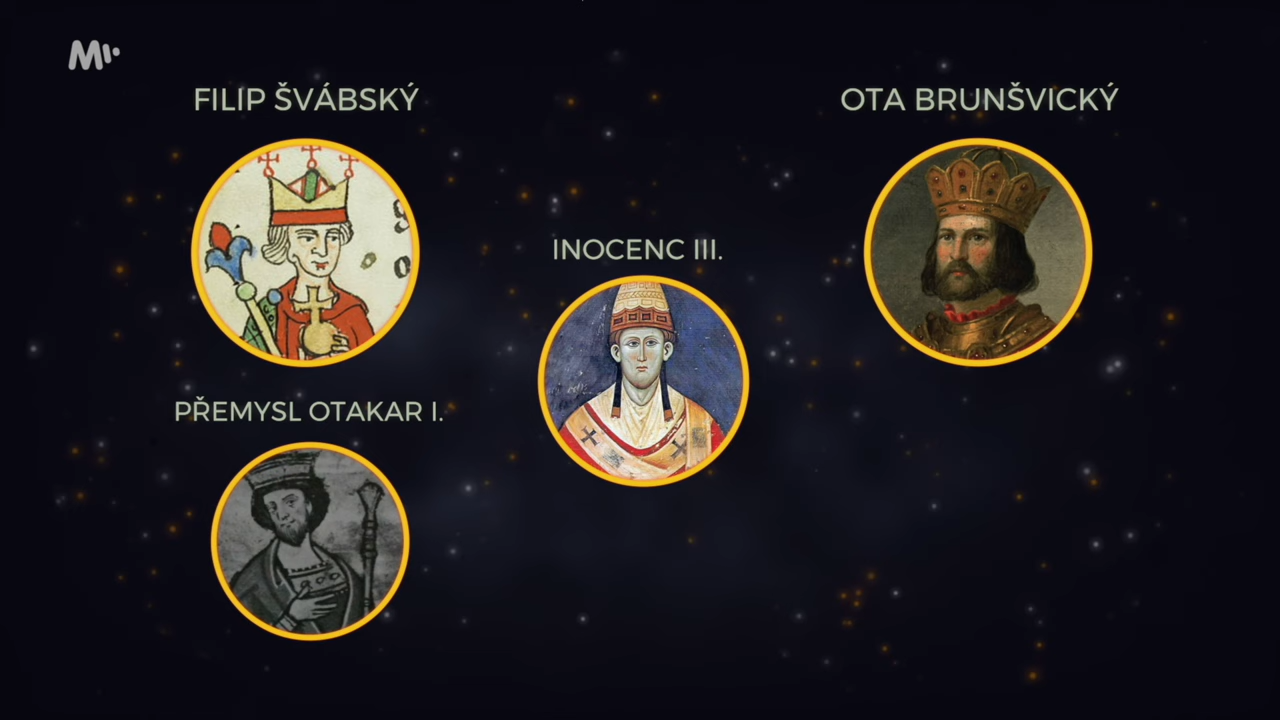 M
FILIP ŠVÁBSKÝ
OTA BRUNŠVICKÝ
INOCENC III.
PŘEMYSL OTAKAR I.